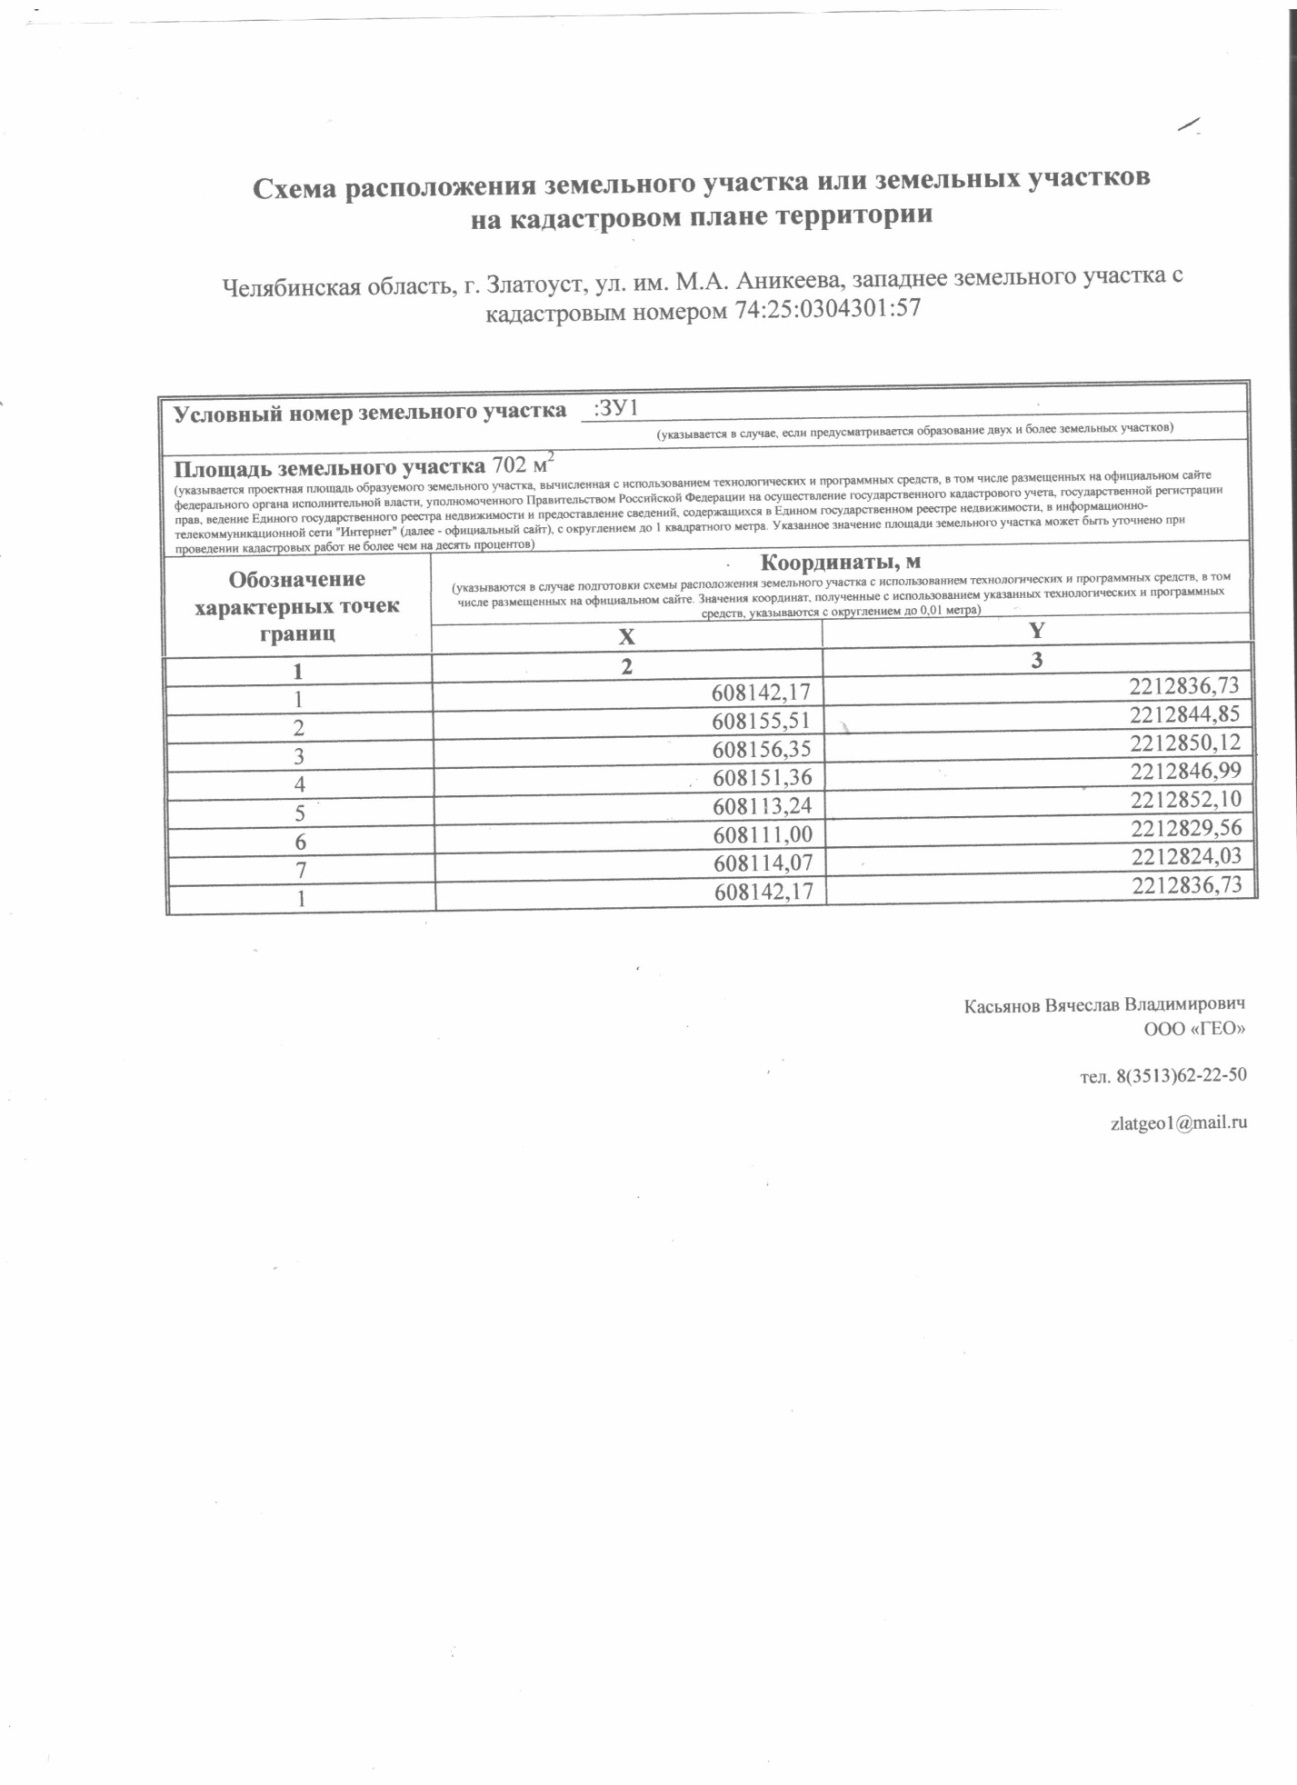 Схема расположения земельного участка или земельных участков
на кадастровом плане территории
Челябинская область, г. Златоуст, ул. им. М.А. Аникеева, западнее земельного участка с
кадастровым номером 74:25:0304301:57
Условный номер земельного участка :ЗУ1
(указывается в случае, если предусматривается образование двух и более земельных участков)
Площадь земельного участка 702 м²
(указывается проектная площадь образуемого земельного участка, вычисленная с использованием технологических и программных средств, в том числе размещенных на официальном сайте
федерального органа исполнительной власти, уполномоченного Правительством Российской Федерации на осуществление государственного кадастрового учета, государственной регистрации
прав, ведение Единого государственного реестра недвижимости и предоставление сведений, содержащихся в Едином государственном реестре недвижимости, в информационно-
телекоммуникационной сети "Интернет" (далее - официальный сайт), с округлением до 1 квадратного метра. Указанное значение площади земельного участка может быть уточнено при
проведении кадастровых работ не более чем на десять процентов)
Обозначение
характерных точек
границ
Координаты, м
(указываются в случае подготовки схемы расположения земельного участка с использованием технологических и программных средств, в том
числе размещенных на официальном сайте. Значения координат, полученные с использованием указанных технологических и программных
средств, указываются с округлением до 0,01 метра)
X Y
1 2 3
1 608142,17 2212836,73
2 608155,51 2212844,85
3 608156,35 2212850,12
4 608151,36 2212846,99
5 608113,24 2212852,10
6 608111,00 2212829,56
7 608114,07 2212824,03
1 608142,17 2212836,73
Касьянов Вячеслав Владимирович
ООО «ГЕО»
тел. 8(3513)62-22-50
zlatgeo1@mail.ru